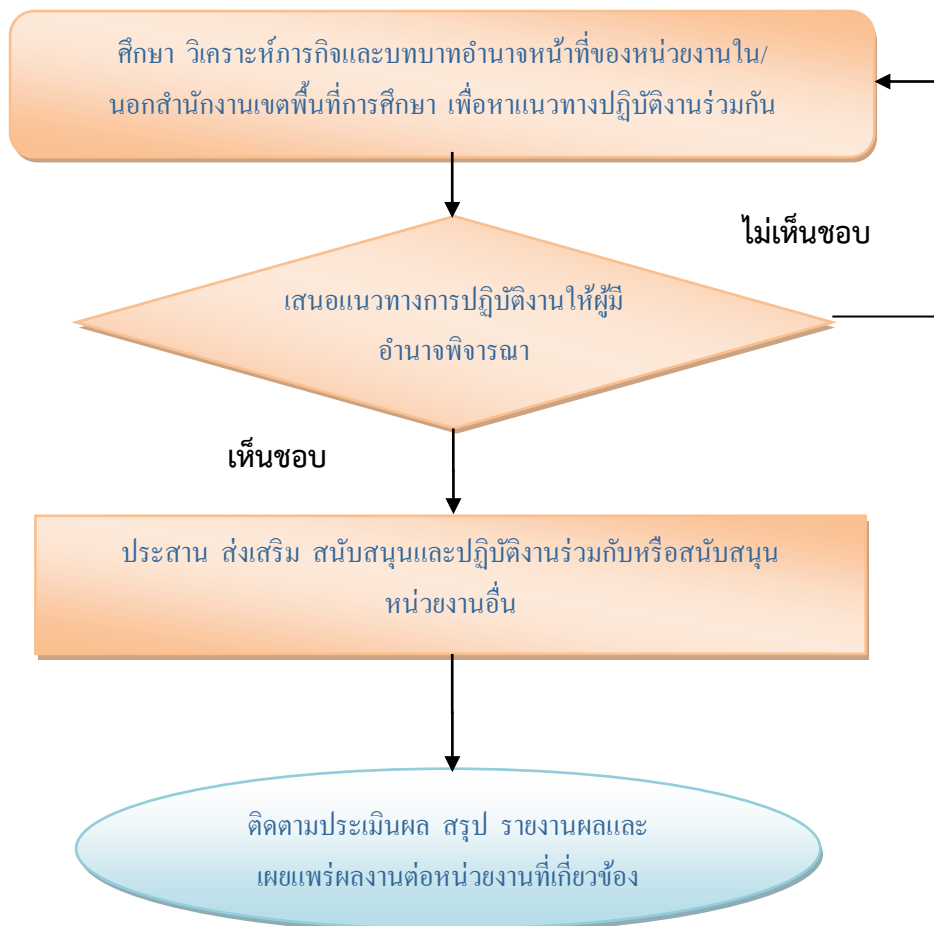 ศึกษา วิเคราะห์ภารกิจและบทบาทอำนาจหน้าที่ของหน่วยงานใน/
นอกสำนักงานเขตพื้นที่การศึกษา เพื่อหาแนวทางปฏิบัติงานร่วมกัน
ไม่เห็นชอบ
เสนอแนวทางการปฏิบัติงานให้ผู้มี
อำนาจพิจารณา
เห็นชอบ
ประสาน ส่งเสริม สนับสนุนและปฏิบัติงานร่วมกับหรือสนับสนุน
หน่วยงานอื่น
ติดตามประเมินผล สรุป รายงานผลและ
เผยแพร่ผลงานต่อหน่วยงานที่เกี่ยวข้อง